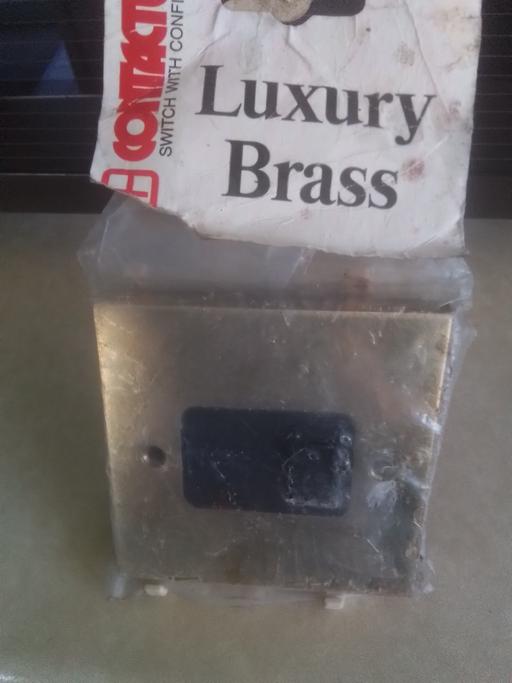 CONTACTU
SWITCH WITH CONFI
Luxury
Brass